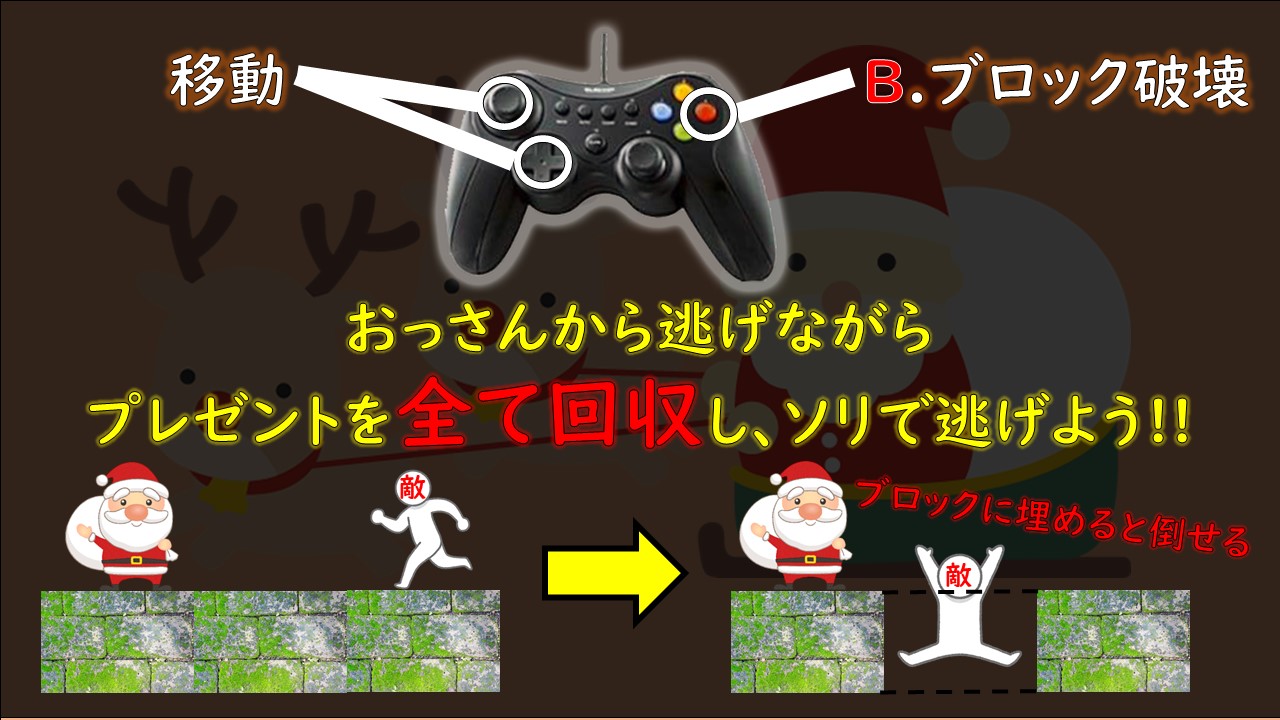 移動
B.ブロック破壊
おっさんから逃げながら
プレゼントを全て回収し、ソリで逃げよう!!
敵
ブロックに埋めると倒せる
敵